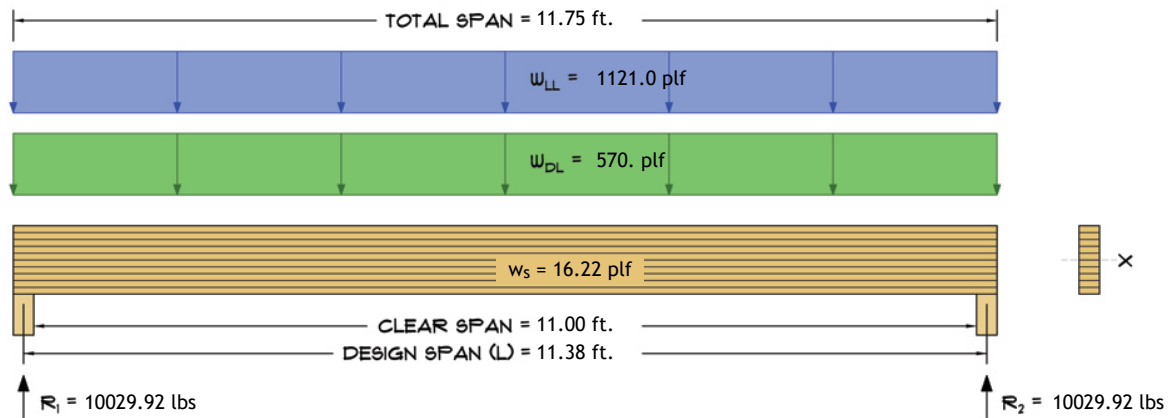 TOTAL SPAN = 11.75 ft.
WLL = 1121.0 plf
WDL = 570. plf
ws = 16.22 plf
X
CLEAR SPAN = 11.00 ft.
DESIGN SPAN (L) = 11.38 ft.
R1 = 10029.92 lbs
R2 = 10029.92 lbs